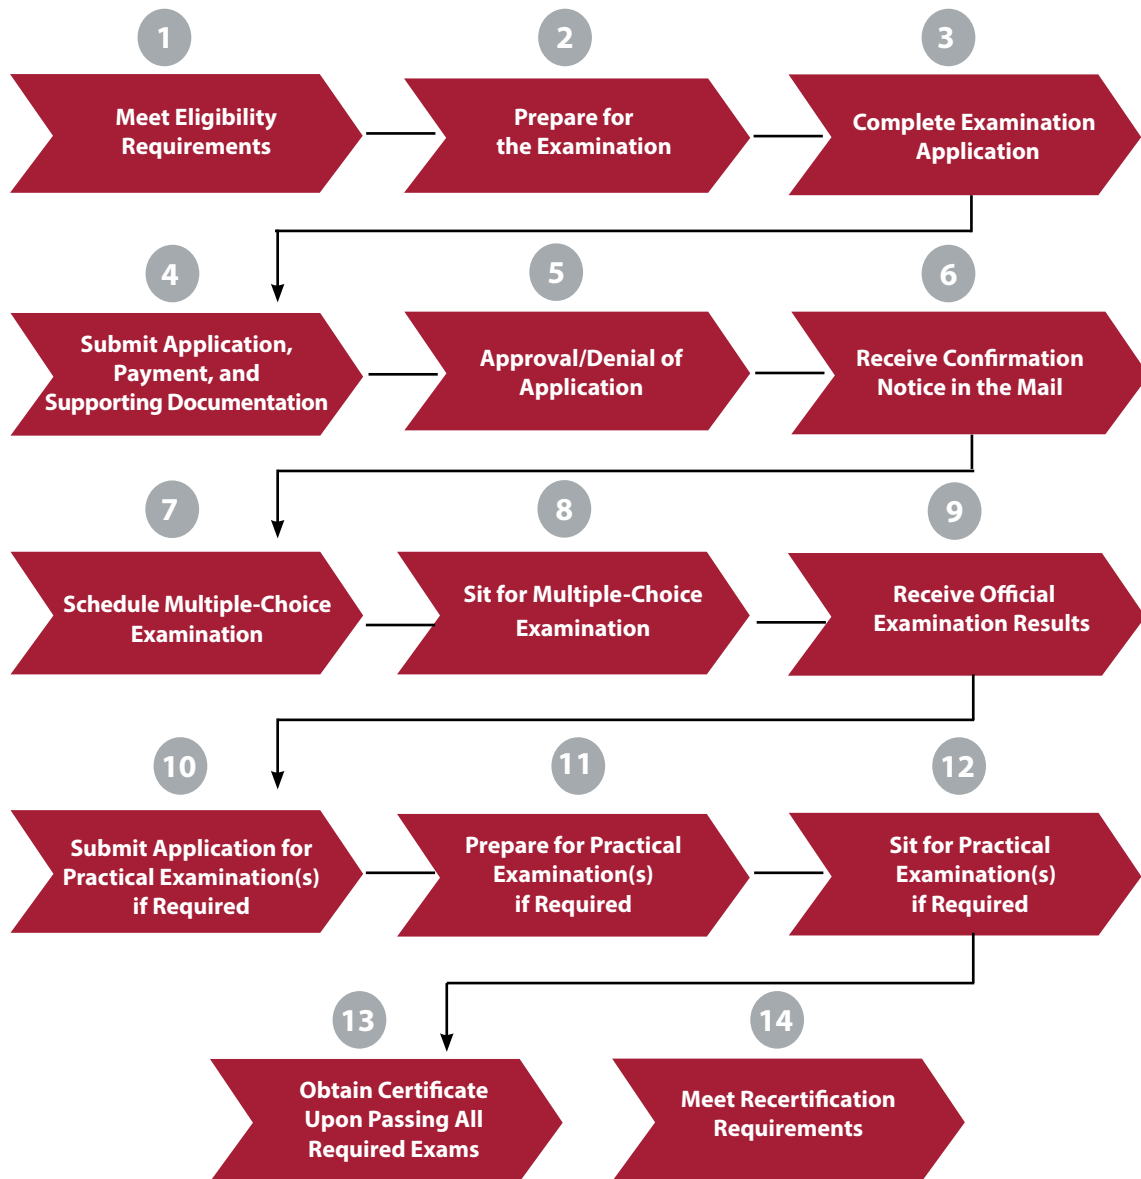 1
Meet Eligibility
Requirements
2
Prepare for
the Examination
3
Complete Examination
Application
4
Submit Application,
Payment, and
Supporting Documentation
5
Approval/Denial of
Application
6
Receive Confirmation
Notice in the Mail
7
Schedule Multiple-Choice
Examination
8
Sit for Multiple-Choice
Examination
9
Receive Official
Examination Results
10
Submit Application for
Practical Examination(s)
if Required
11
Prepare for Practical
Examination(s)
if Required
12
Sit for Practical
Examination(s)
if Required
13
Obtain Certificate
Upon Passing All
Required Exams
14
Meet Recertification
Requirements